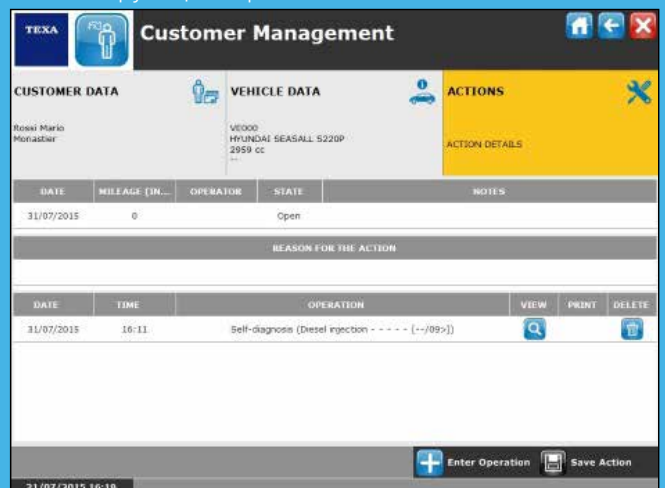 TEXA
Customer Management
CUSTOMER DATA
Rossi Mario
Monastier
VEHICLE DATA
VE000
HYUNDAI SEASALL S220P
2959 cc
--
ACTIONS
ACTION DETAILS
DATE MILEAGE [IN... OPERATOR STATE NOTES
31/07/2015 0 Open
REASON FOR THE ACTION
DATE TIME OPERATION VIEW PRINT DELETE
31/07/2015 16:11 Self-diagnosis (Diesel injection - - - - - [--/09>])
Enter Operation Save Action
31/07/2015 16:19